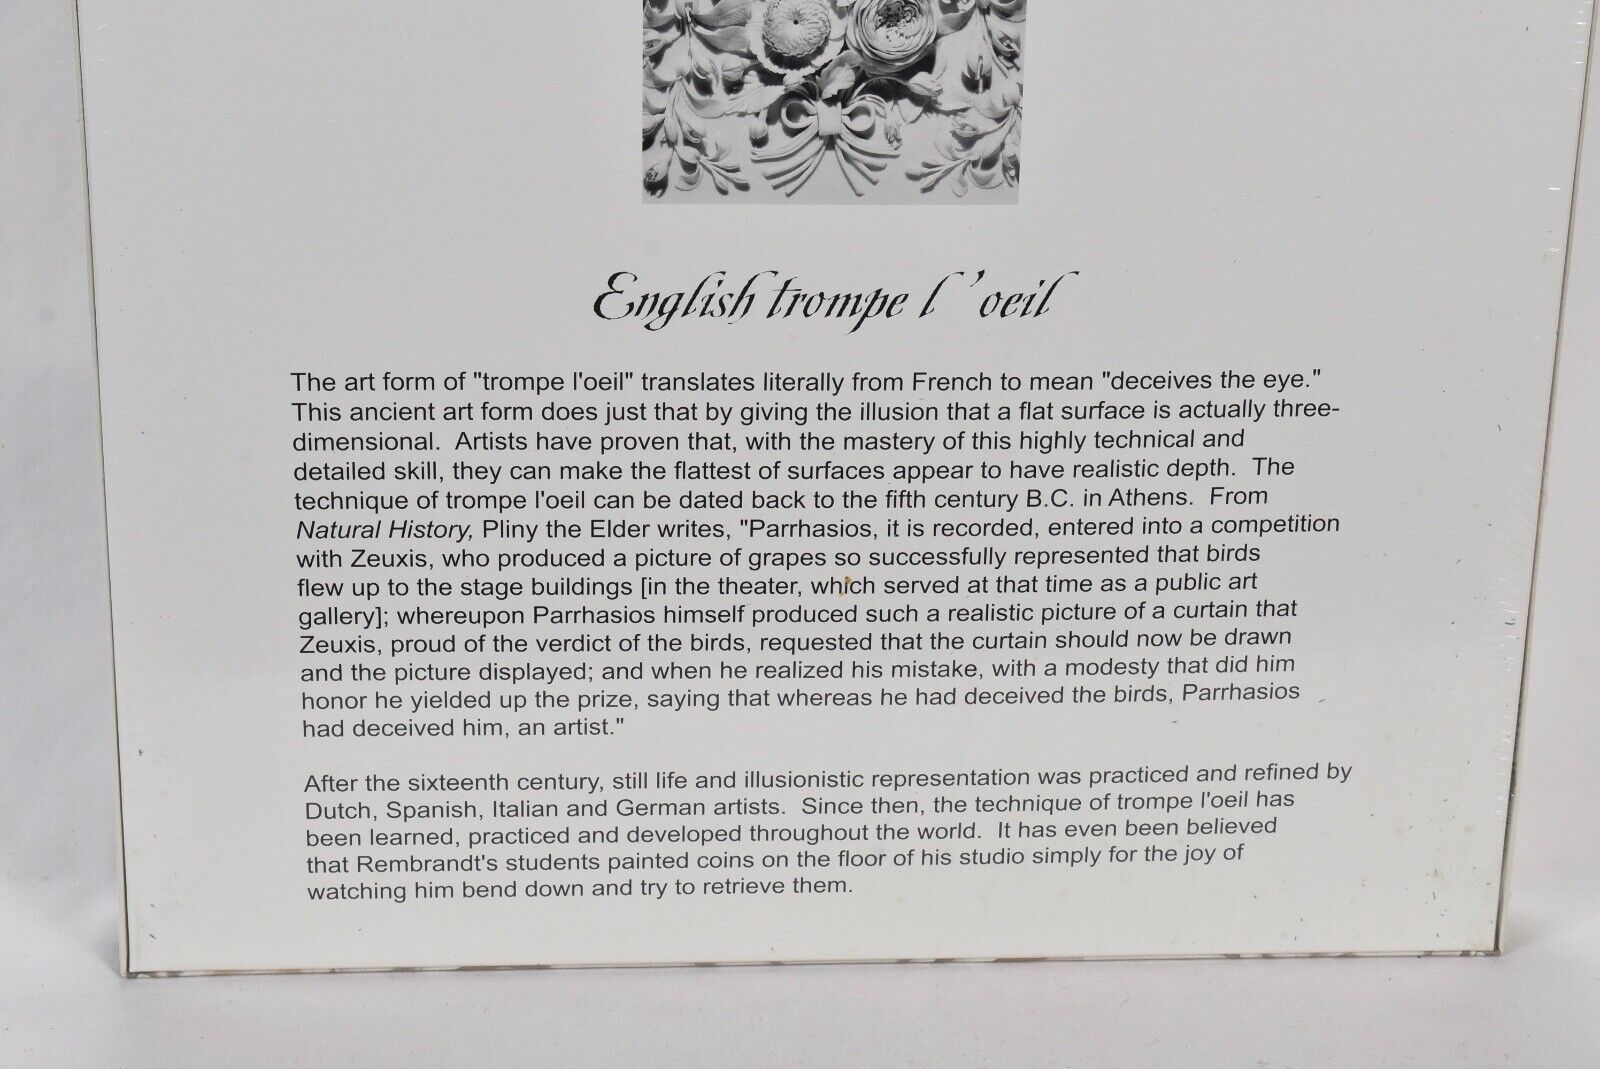 English trompe l'oeil
The art form of "trompe l'oeil" translates literally from French to mean "deceives the eye."
This ancient art form does just that by giving the illusion that a flat surface is actually three-
dimensional.  Artists have proven that, with the mastery of this highly technical and
detailed skill, they can make the flattest of surfaces appear to have realistic depth.  The
technique of trompe l'oeil can be dated back to the fifth century B.C. in Athens.  From
Natural History, Pliny the Elder writes, "Parrhasios, it is recorded, entered into a competition
with Zeuxis, who produced a picture of grapes so successfully represented that birds
flew up to the stage buildings [in the theater, which served at that time as a public art
gallery]; whereupon Parrhasios himself produced such a realistic picture of a curtain that
Zeuxis, proud of the verdict of the birds, requested that the curtain should now be drawn
and the picture displayed; and when he realized his mistake, with a modesty that did him
honor he yielded up the prize, saying that whereas he had deceived the birds, Parrhasios
had deceived him, an artist."
After the sixteenth century, still life and illusionistic representation was practiced and refined by
Dutch, Spanish, Italian and German artists.  Since then, the technique of trompe l'oeil has
been learned, practiced and developed throughout the world.  It has even been believed
that Rembrandt's students painted coins on the floor of his studio simply for the joy of
watching him bend down and try to retrieve them.